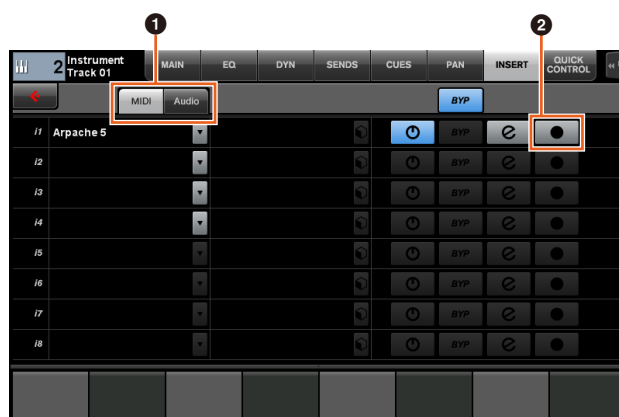 1 2
2 Instrument Track 01 MAIN EQ DYN SENDS CUES PAN INSERT QUICK CONTROL
MIDI Audio BYP
i1 Arpache 5 BYP e
i2 BYP e
i3 BYP e
i4 BYP e
i5 BYP e
i6 BYP e
i7 BYP e
i8 BYP e